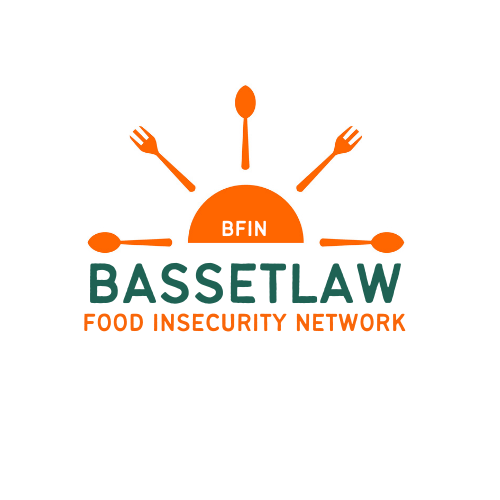 BFIN
BASSETLAW
FOOD INSECURITY NETWORK